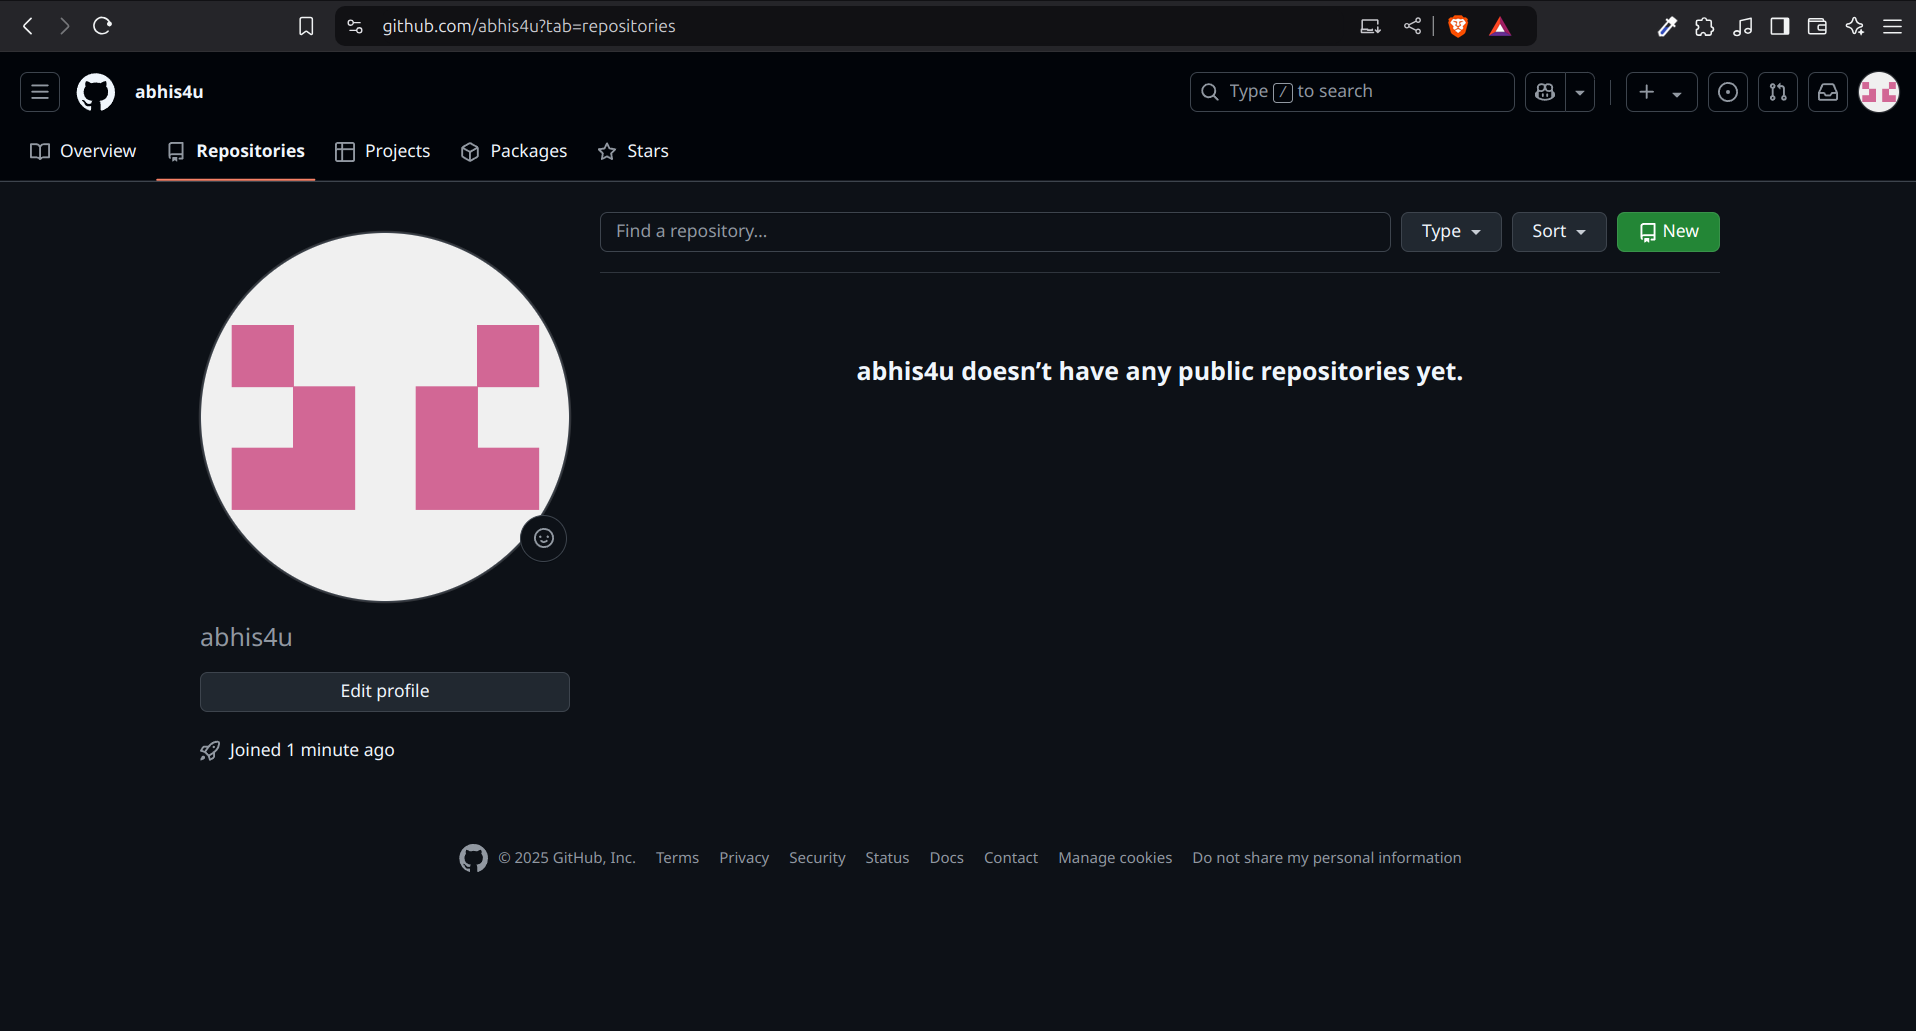 github.com/abhis4u?tab=repositories
abhis4u
Type / to search
Overview Repositories Projects Packages Stars
Find a repository...
Type Sort New
abhis4u doesn’t have any public repositories yet.
abhis4u
Edit profile
Joined 1 minute ago
© 2025 GitHub, Inc. Terms Privacy Security Status Docs Contact Manage cookies Do not share my personal information